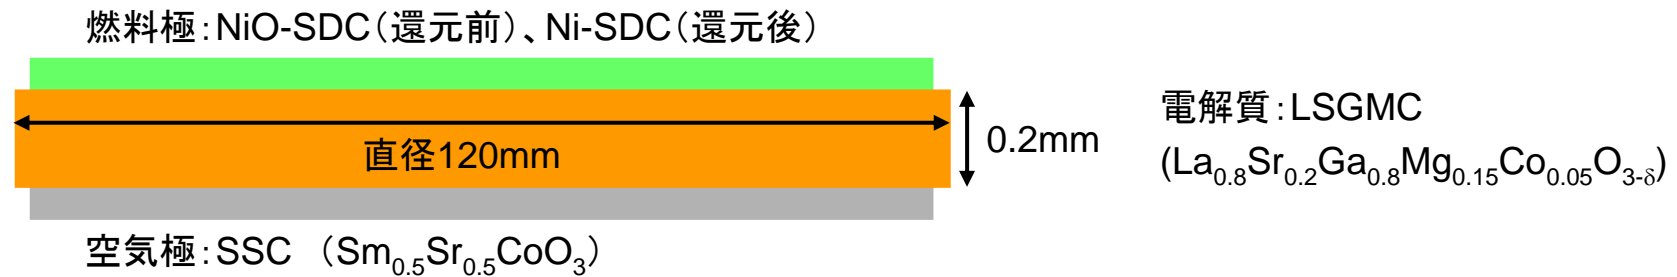 燃料極:NiO-SDC(還元前)、Ni-SDC(還元後)
直径120mm
0.2mm
電解質:LSGMC
(La0.8Sr0.2Ga0.8Mg0.15Co0.05O3-δ)
空気極:SSC (Sm0.5Sr0.5CoO3)